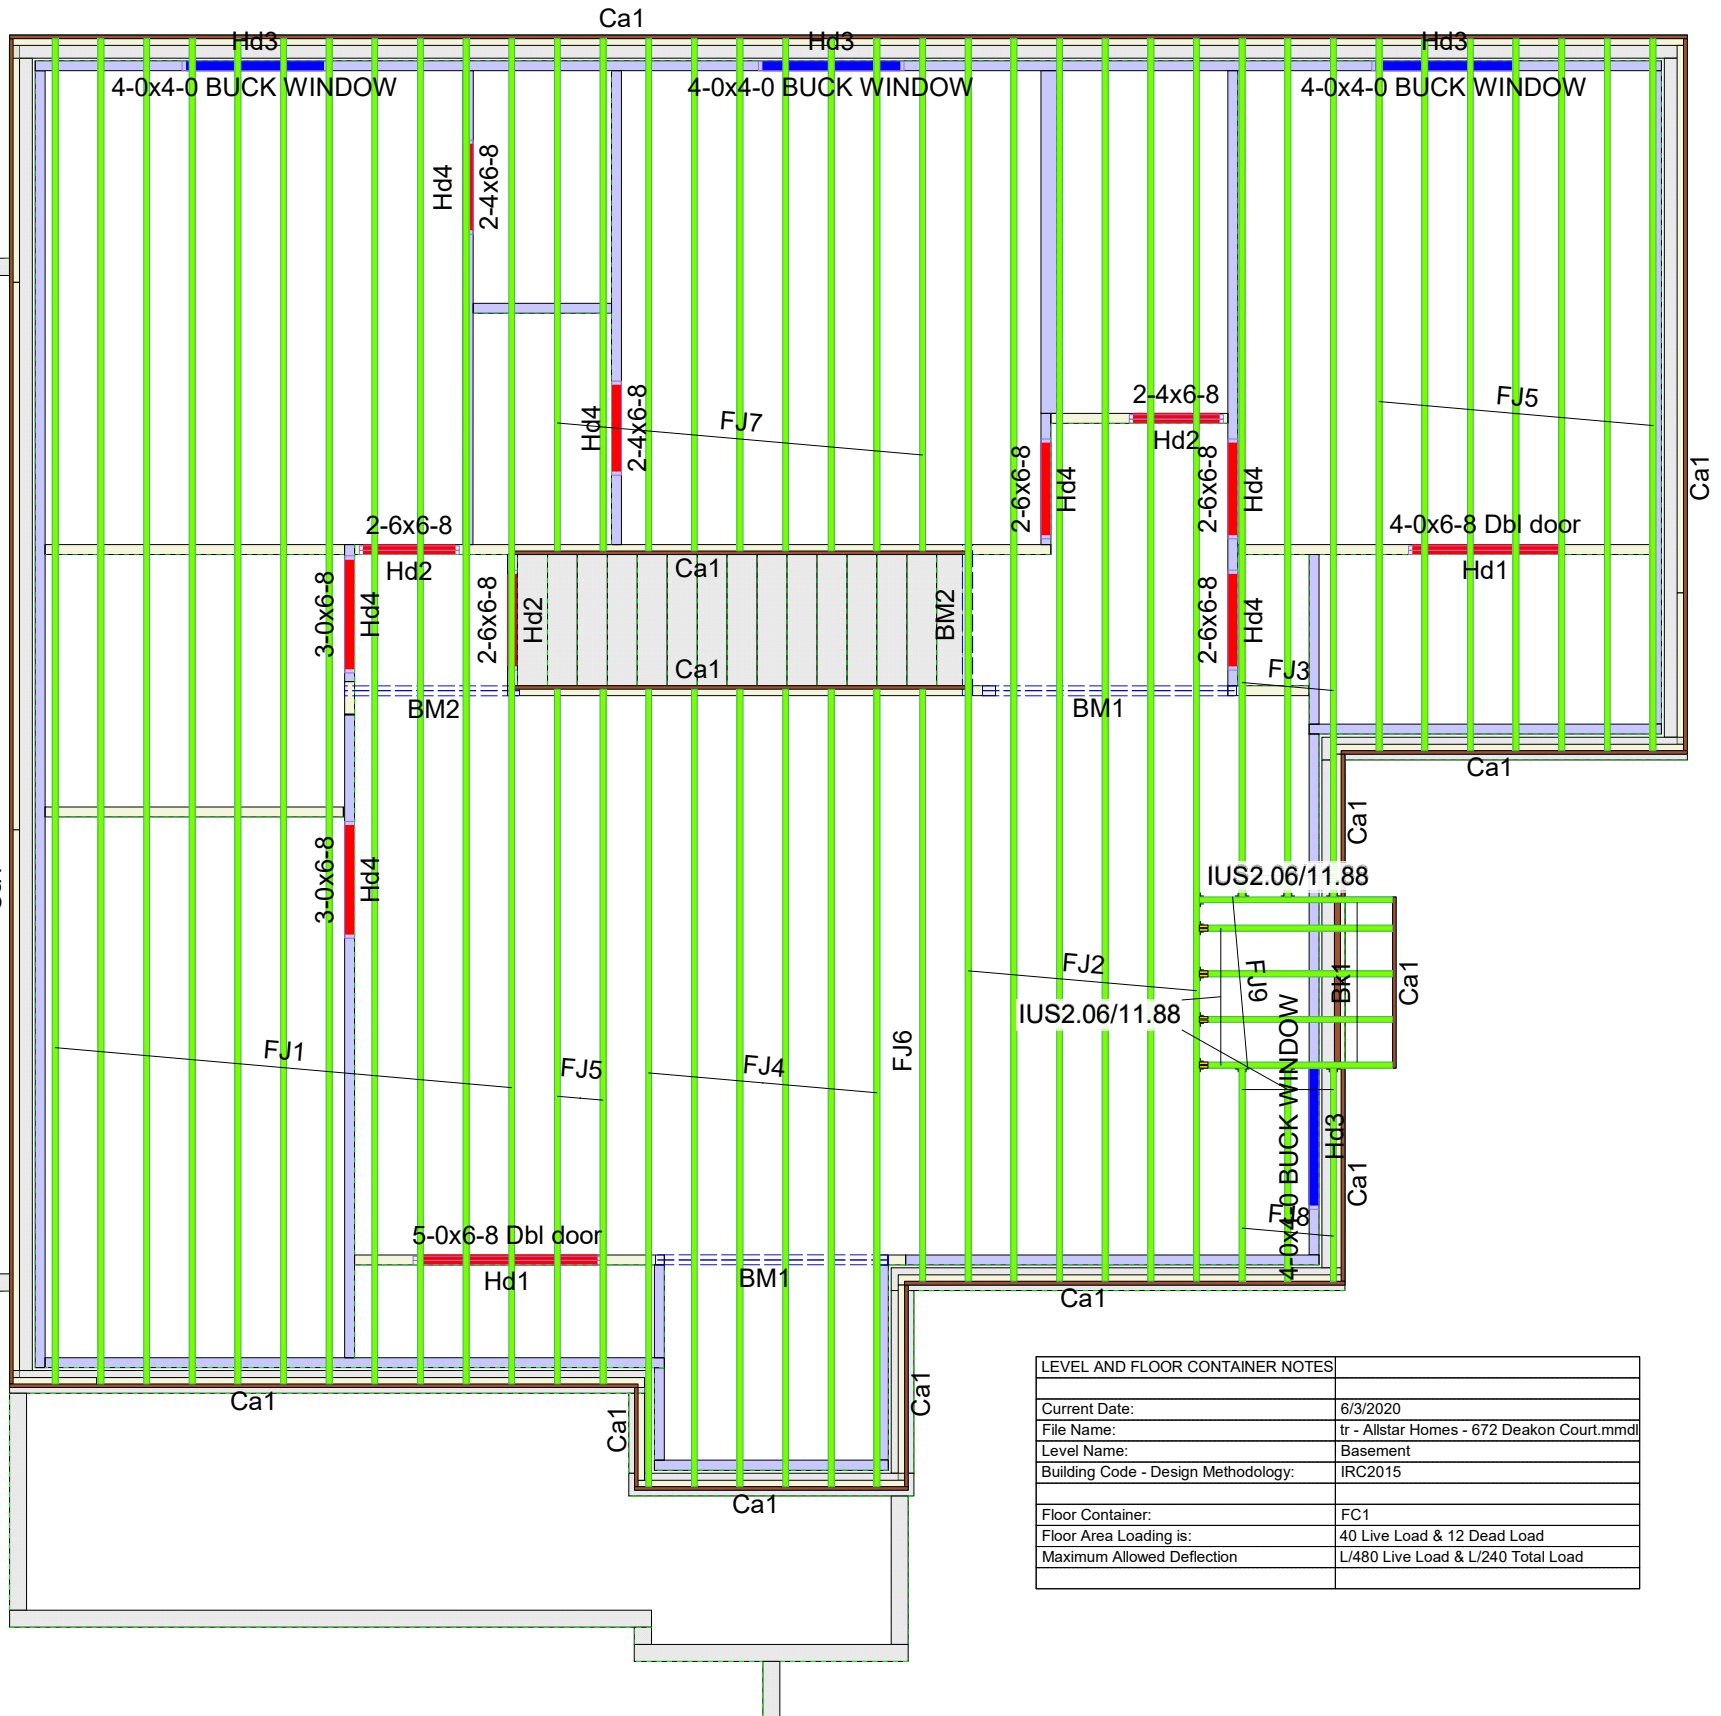 Ca1
Hd3
Hd3
Hd3
4-0x4-0 BUCK WINDOW
4-0x4-0 BUCK WINDOW
4-0x4-0 BUCK WINDOW
Hd4
2-4x6-8
Hd4
2-4x6-8
FJ7
2-4x6-8
Hd2
FJ5
Ca1
2-6x6-8
Hd4
2-6x6-8
Hd4
2-6x6-8
Hd2
4-0x6-8 Dbl door
Hd1
3-0x6-8
Hd4
2-6x6-8
Hd2
Ca1
Ca1
BM2
2-6x6-8
Hd4
FJ3
BM2
BM1
Ca1
Ca1
3-0x6-8
Hd4
IUS2.06/11.88
FJ2
FJ9
Bk1
Ca1
IUS2.06/11.88
FJ1
FJ5
FJ4
FJ6
4-0x4-0 BUCK WINDOW
Hd3
Ca1
FJ8
5-0x6-8 Dbl door
Hd1
BM1
Ca1
Ca1
Ca1
Ca1
Ca1
LEVEL AND FLOOR CONTAINER NOTES
Current Date: 6/3/2020
File Name: tr - Allstar Homes - 672 Deakon Court.mmdl
Level Name: Basement
Building Code - Design Methodology: IRC2015
Floor Container: FC1
Floor Area Loading is: 40 Live Load & 12 Dead Load
Maximum Allowed Deflection L/480 Live Load & L/240 Total Load